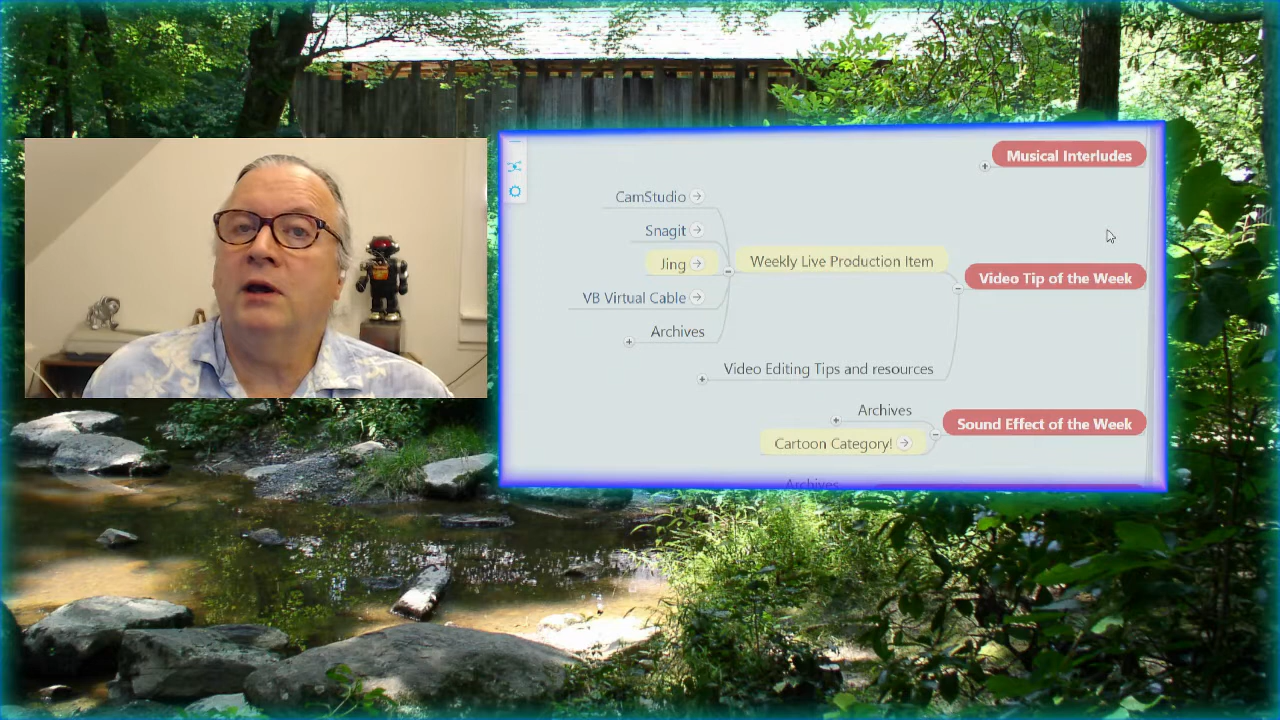 Musical Interludes
CamStudio
Snagit
Jing
Weekly Live Production Item
Video Tip of the Week
VB Virtual Cable
Archives
Video Editing Tips and resources
Archives
Sound Effect of the Week
Cartoon Category!
Archives